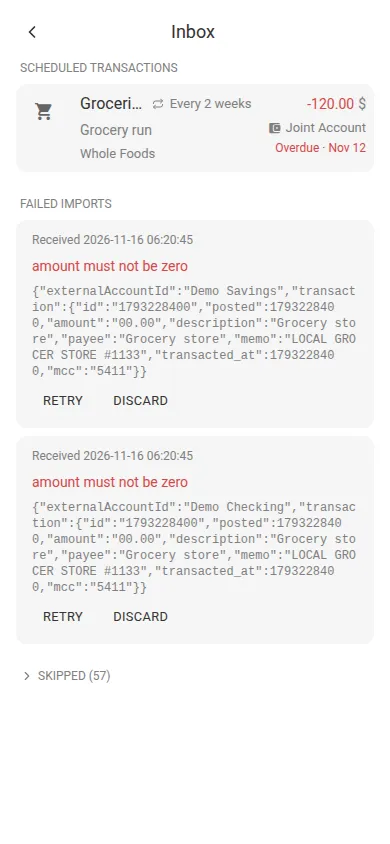 Inbox
SCHEDULED TRANSACTIONS
Groceri... Every 2 weeks -120.00 $
Grocery run Joint Account
Whole Foods Overdue · Nov 12
FAILED IMPORTS
Received 2026-11-16 06:20:45
amount must not be zero
{"externalAccountId":"Demo Savings","transact
ion":{"id":"1793228400","posted":179322840
0,"amount":"00.00","description":"Grocery sto
re","payee":"Grocery store","memo":"LOCAL GRO
CER STORE #1133","transacted_at":179322840
0,"mcc":"5411"}}
RETRY DISCARD
Received 2026-11-16 06:20:45
amount must not be zero
{"externalAccountId":"Demo Checking","transac
tion":{"id":"1793228400","posted":179322840
0,"amount":"00.00","description":"Grocery sto
re","payee":"Grocery store","memo":"LOCAL GRO
CER STORE #1133","transacted_at":179322840
0,"mcc":"5411"}}
RETRY DISCARD
SKIPPED (57)